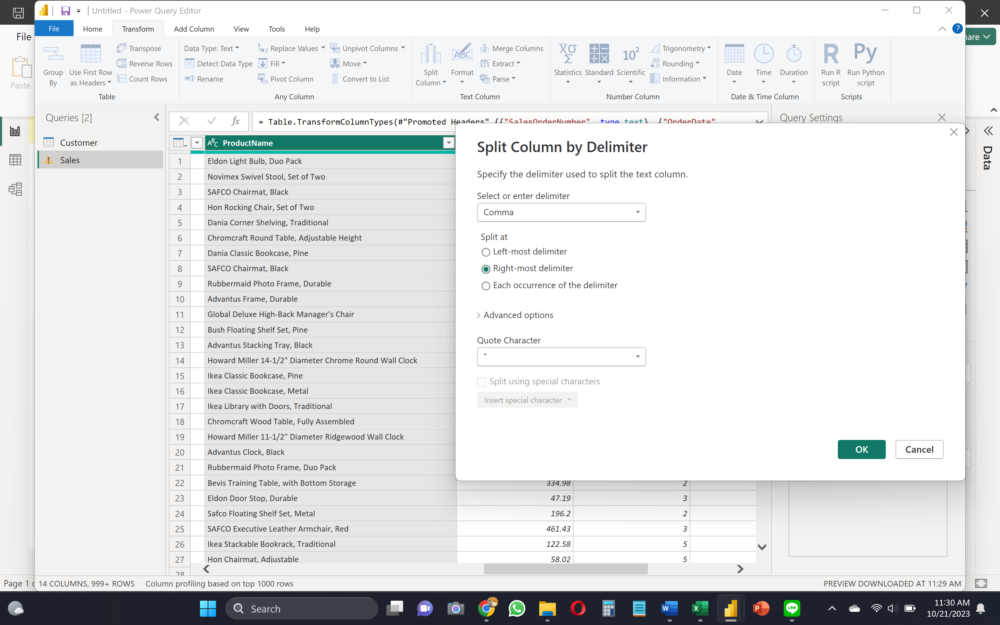 Untitled - Power Query Editor
File
Home
Transform
Add Column
View
Tools
Help
File
Paste
Group By
Use First Row as Headers
Transpose
Reverse Rows
Count Rows
Table
Data Type: Text
Detect Data Type
Rename
Replace Values
Fill
Pivot Column
Unpivot Columns
Move
Convert to List
Any Column
Split Column
Format
Merge Columns
Extract
Parse
Text Column
Statistics
Standard
Scientific
Trigonometry
Rounding
Information
Number Column
Date
Time
Duration
Date & Time Column
Run R script
Run Python script
Scripts
Queries [2]
Customer
Sales
= Table.TransformColumnTypes(#"Promoted Headers" {{"SalesOrderNumber" type text} {"OrderDate"
Query Settings
Data
ProductName
1 Eldon Light Bulb, Duo Pack
2 Novimex Swivel Stool, Set of Two
3 SAFCO Chairmat, Black
4 Hon Rocking Chair, Set of Two
5 Dania Corner Shelving, Traditional
6 Chromcraft Round Table, Adjustable Height
7 Dania Classic Bookcase, Pine
8 SAFCO Chairmat, Black
9 Rubbermaid Photo Frame, Durable
10 Advantus Frame, Durable
11 Global Deluxe High-Back Manager's Chair
12 Bush Floating Shelf Set, Pine
13 Advantus Stacking Tray, Black
14 Howard Miller 14-1/2" Diameter Chrome Round Wall Clock
15 Ikea Classic Bookcase, Pine
16 Ikea Classic Bookcase, Metal
17 Ikea Library with Doors, Traditional
18 Chromcraft Wood Table, Fully Assembled
19 Howard Miller 11-1/2" Diameter Ridgewood Wall Clock
20 Advantus Clock, Black
21 Rubbermaid Photo Frame, Duo Pack
22 Bevis Training Table, with Bottom Storage 334.98 2
23 Eldon Door Stop, Durable 47.19 3
24 Safco Floating Shelf Set, Metal 196.2 2
25 SAFCO Executive Leather Armchair, Red 461.43 3
26 Ikea Stackable Bookrack, Traditional 122.58 5
27 Hon Chairmat, Adjustable 58.02 5
28
Split Column by Delimiter
Specify the delimiter used to split the text column.
Select or enter delimiter
Comma
Split at
Left-most delimiter
Right-most delimiter
Each occurrence of the delimiter
Advanced options
Quote Character
"
Split using special characters
Insert special character
OK
Cancel
Page 1
14 COLUMNS, 999+ ROWS
Column profiling based on top 1000 rows
PREVIEW DOWNLOADED AT 11:29 AM
Search
11:30 AM
10/21/2023